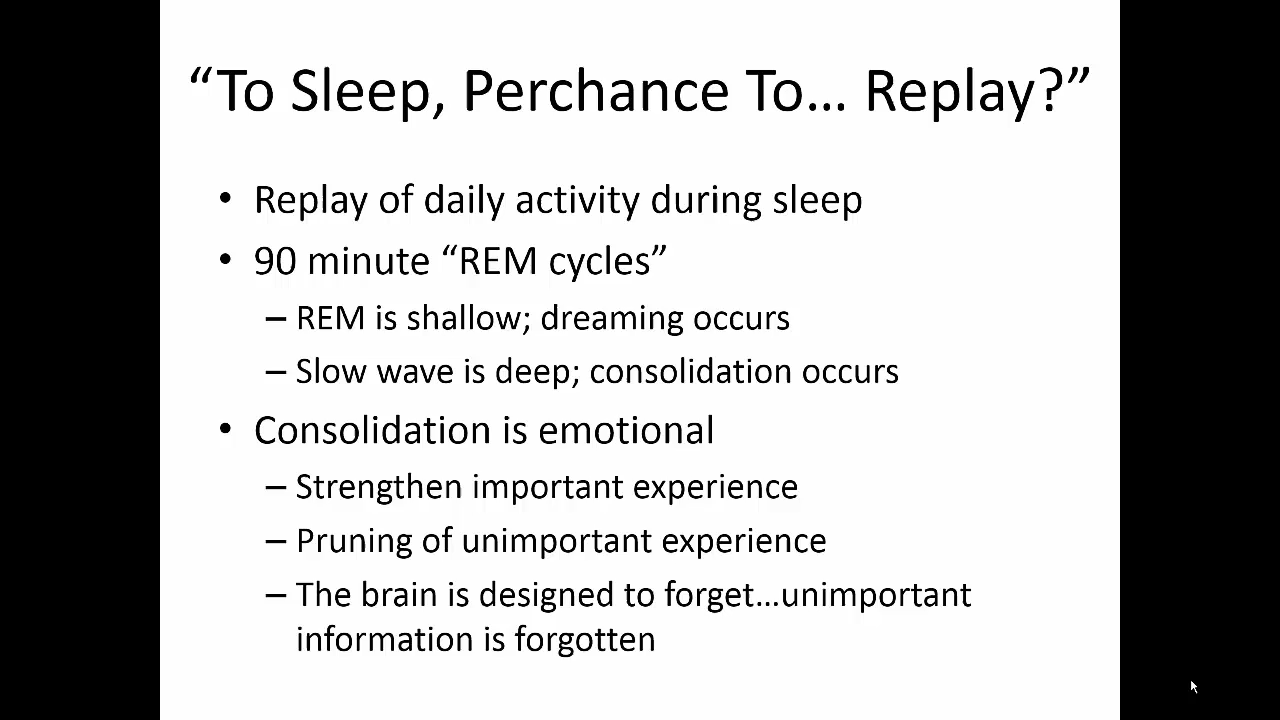 “To Sleep, Perchance To… Replay?”
• Replay of daily activity during sleep
• 90 minute “REM cycles”
– REM is shallow; dreaming occurs
– Slow wave is deep; consolidation occurs
• Consolidation is emotional
– Strengthen important experience
– Pruning of unimportant experience
– The brain is designed to forget…unimportant
information is forgotten